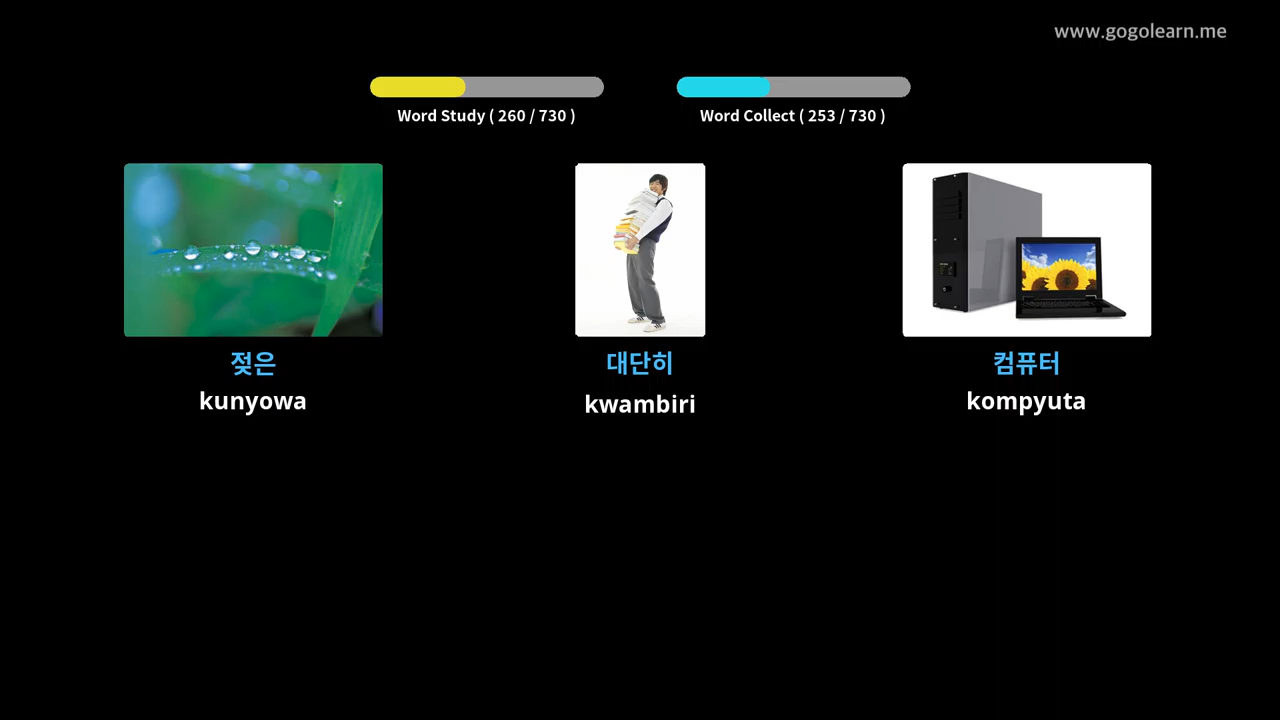 www.gogolearn.me
Word Study ( 260 / 730 )
Word Collect ( 253 / 730 )
젖은
kunyowa
대단히
kwambiri
컴퓨터
kompyuta